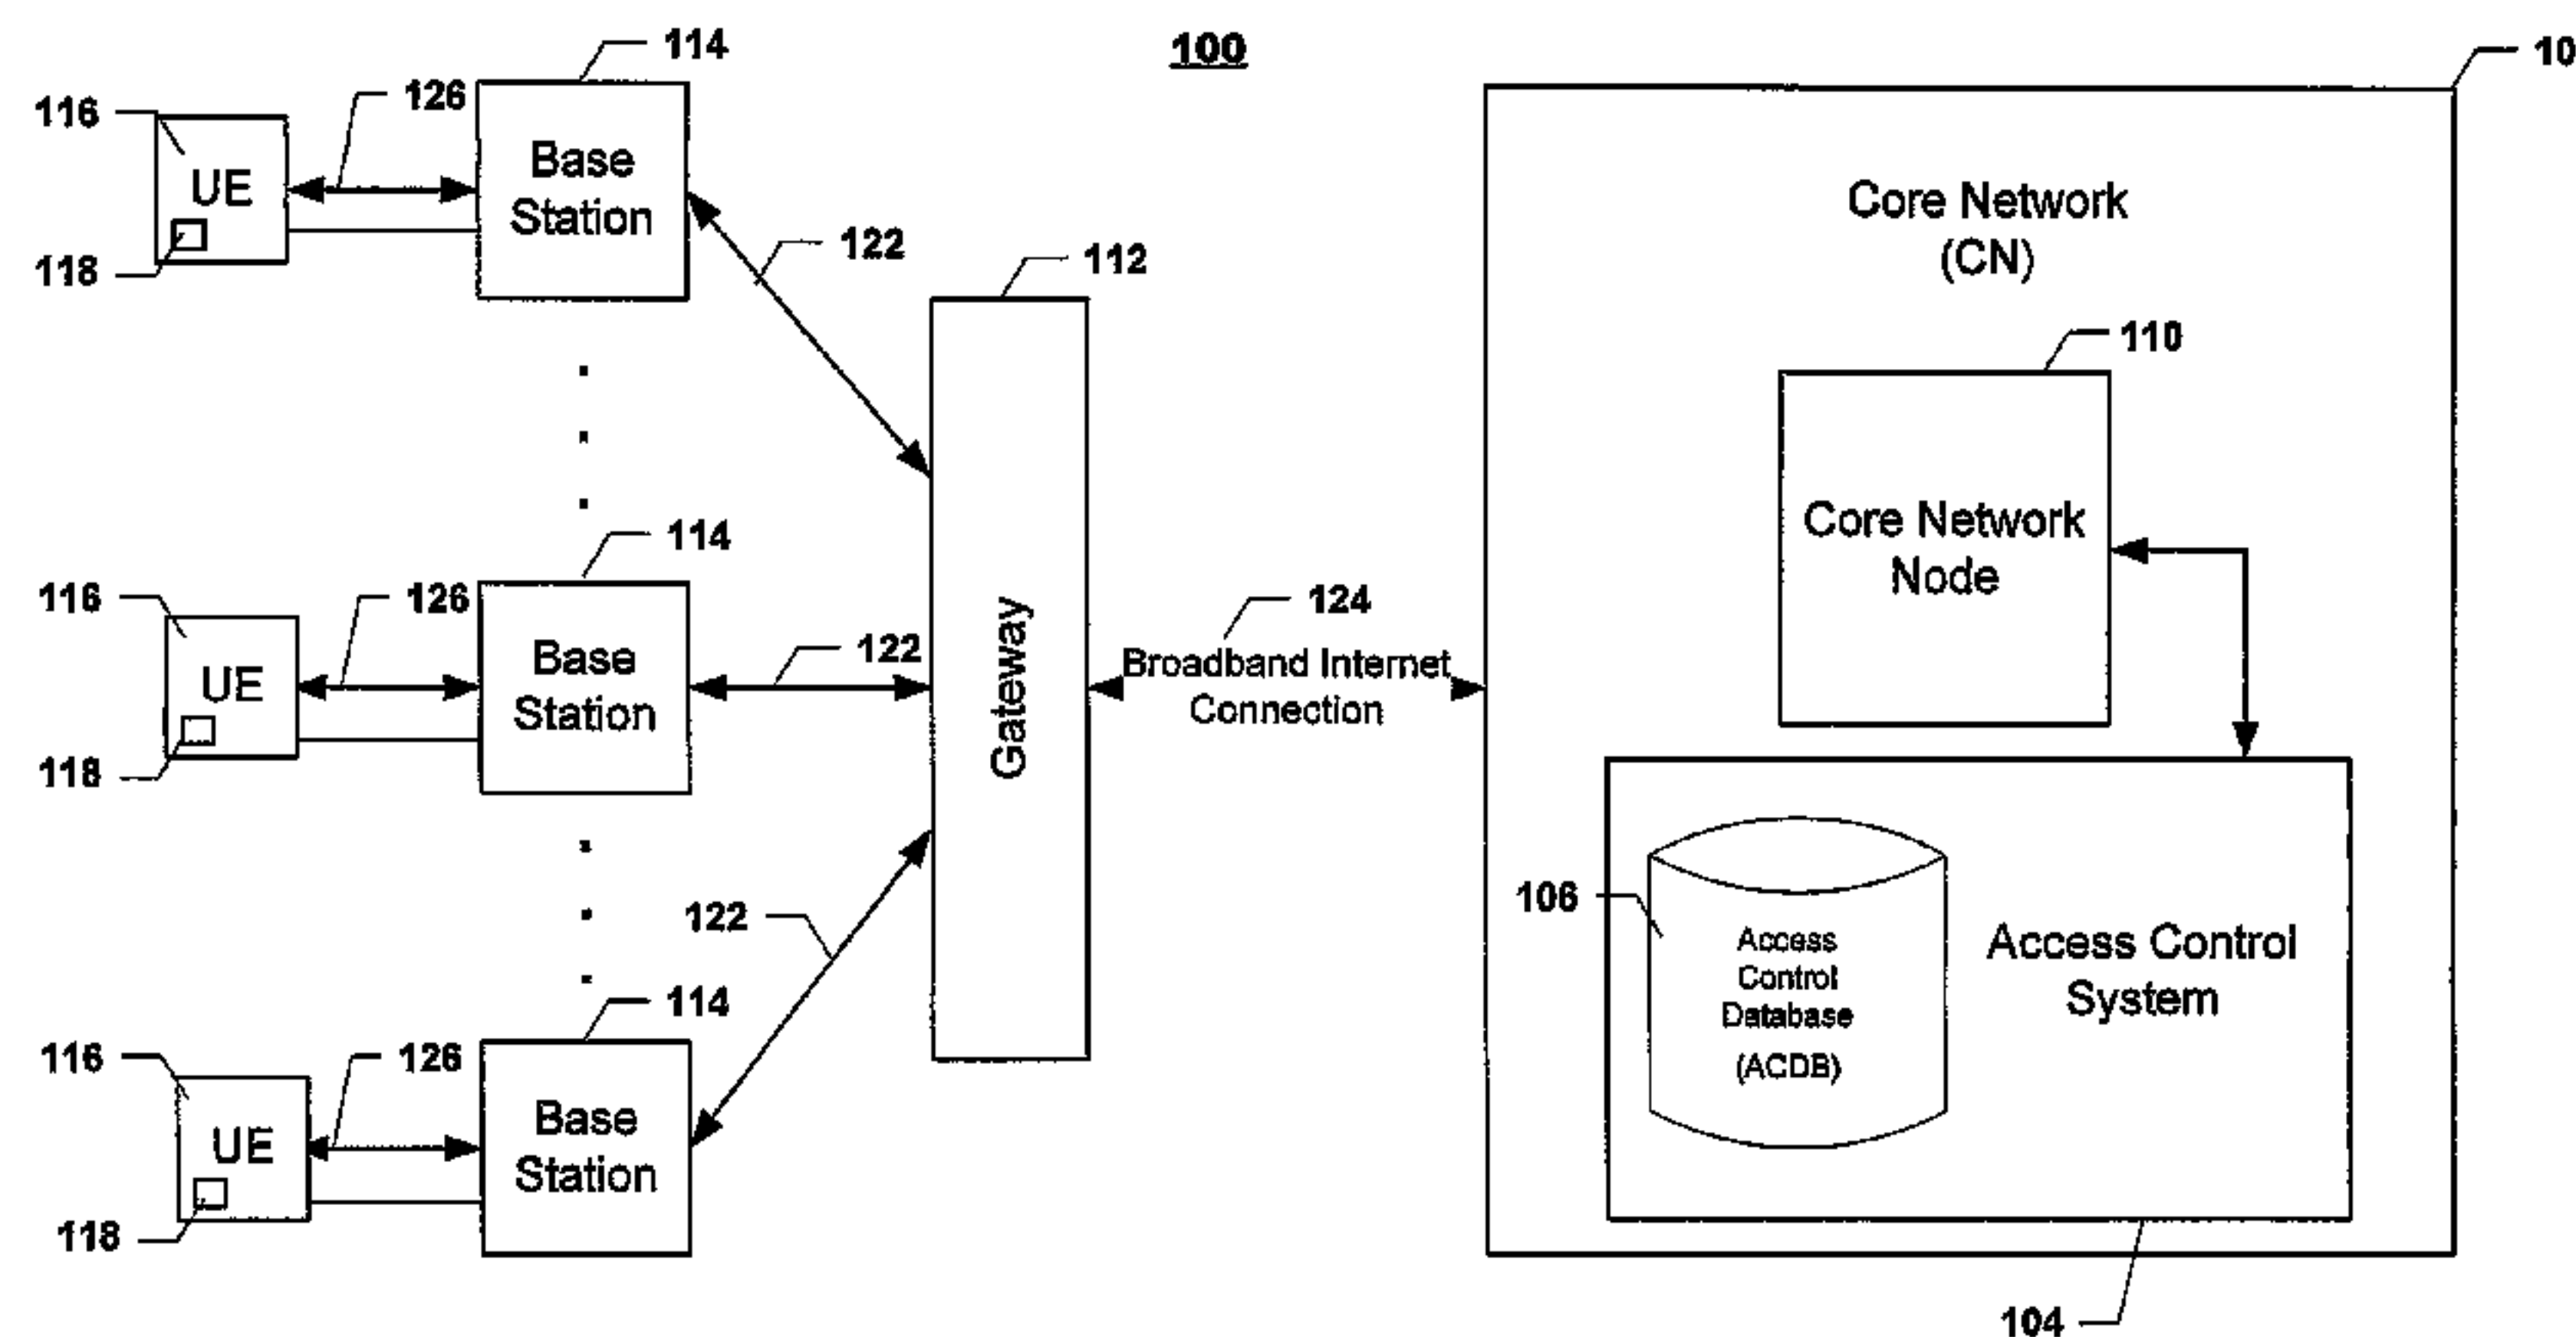 100
114
10
126
116
Base
Station
UE
118
122
112
Core Network
(CN)
110
Core Network
Node
114
116
126
122
124
Broadband Internet
Connection
UE
Base
Station
118
Gateway
106
122
Access
Control
Database
(ACDB)
Access Control
System
114
116
126
UE
Base
Station
118
104